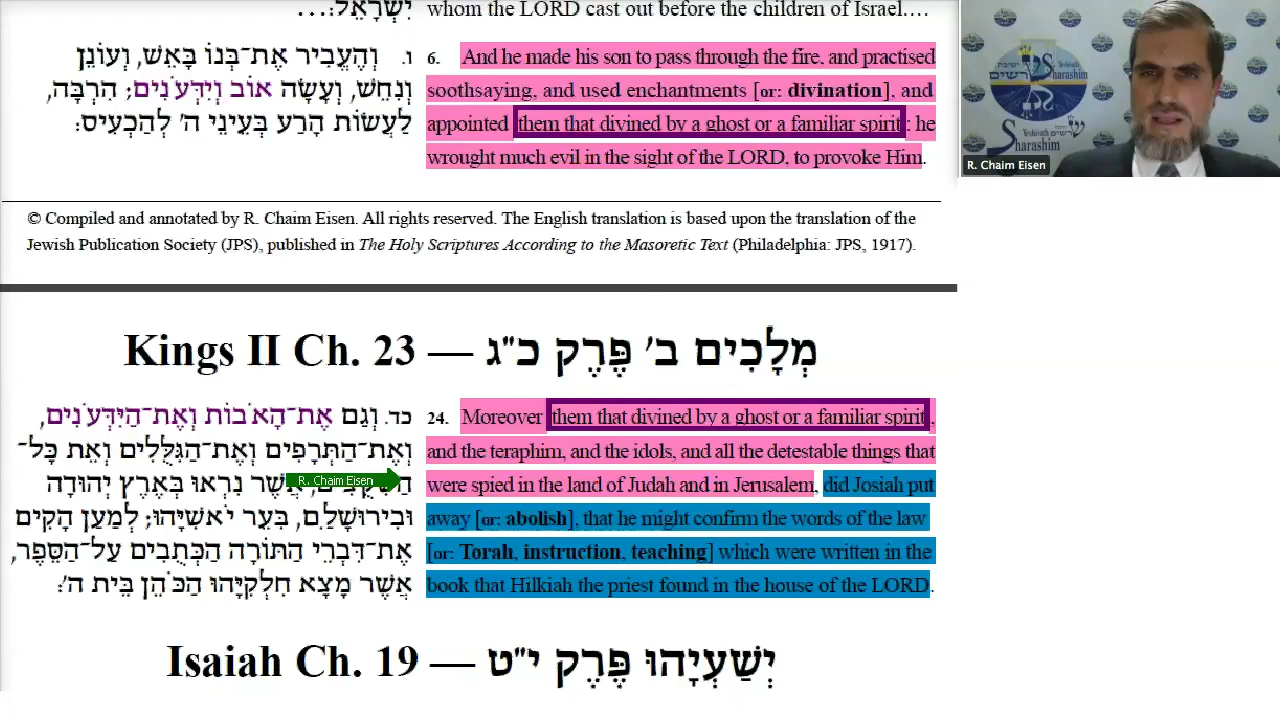 יִשְׂרָאֵל:...
whom the LORD cast out before the children of Israel....
ו. וְהֶעֱבִיר אֶת־בְּנוֹ בָּאֵשׁ, וְעוֹנֵן
וְנִחֵשׁ, וְעָשָׂה אוֹב וְיִדְּעֹנִים; הִרְבָּה,
לַעֲשׂוֹת הָרַע בְּעֵינֵי ה' לְהַכְעִיס:
6. And he made his son to pass through the fire, and practised
soothsaying, and used enchantments [or: divination], and
appointed them that divined by a ghost or a familiar spirit: he
wrought much evil in the sight of the LORD, to provoke Him.
© Compiled and annotated by R. Chaim Eisen. All rights reserved. The English translation is based upon the translation of the
Jewish Publication Society (JPS), published in The Holy Scriptures According to the Masoretic Text (Philadelphia: JPS, 1917).
Kings II Ch. 23 — מְלָכִים ב' פֶּרֶק כ"ג
כד. וְגַם אֶת־הָאֹבוֹת וְאֶת־הַיִּדְּעֹנִים,
וְאֶת־הַתְּרָפִים וְאֶת־הַגִּלֻּלִים וְאֵת כָּל־
אֲשֶׁר נִרְאוּ בְּאֶרֶץ יְהוּדָה
וּבִירוּשָׁלַם, בִּעֵר יֹאשִׁיָּהוּ; לְמַעַן הָקִים
אֶת־דִּבְרֵי הַתּוֹרָה הַכְּתֻבִים עַל־הַסֵּפֶר,
אֲשֶׁר מָצָא חִלְקִיָּהוּ הַכֹּהֵן בֵּית ה':
R. Chaim Eisen
24. Moreover them that divined by a ghost or a familiar spirit,
and the teraphim, and the idols, and all the detestable things that
were spied in the land of Judah and in Jerusalem, did Josiah put
away [or: abolish], that he might confirm the words of the law
[or: Torah, instruction, teaching] which were written in the
book that Hilkiah the priest found in the house of the LORD.
Isaiah Ch. 19 — יְשַׁעְיָהוּ פֶּרֶק י"ט
ישיבת
שרשים
Yeshivath
Sharashim
R. Chaim Eisen